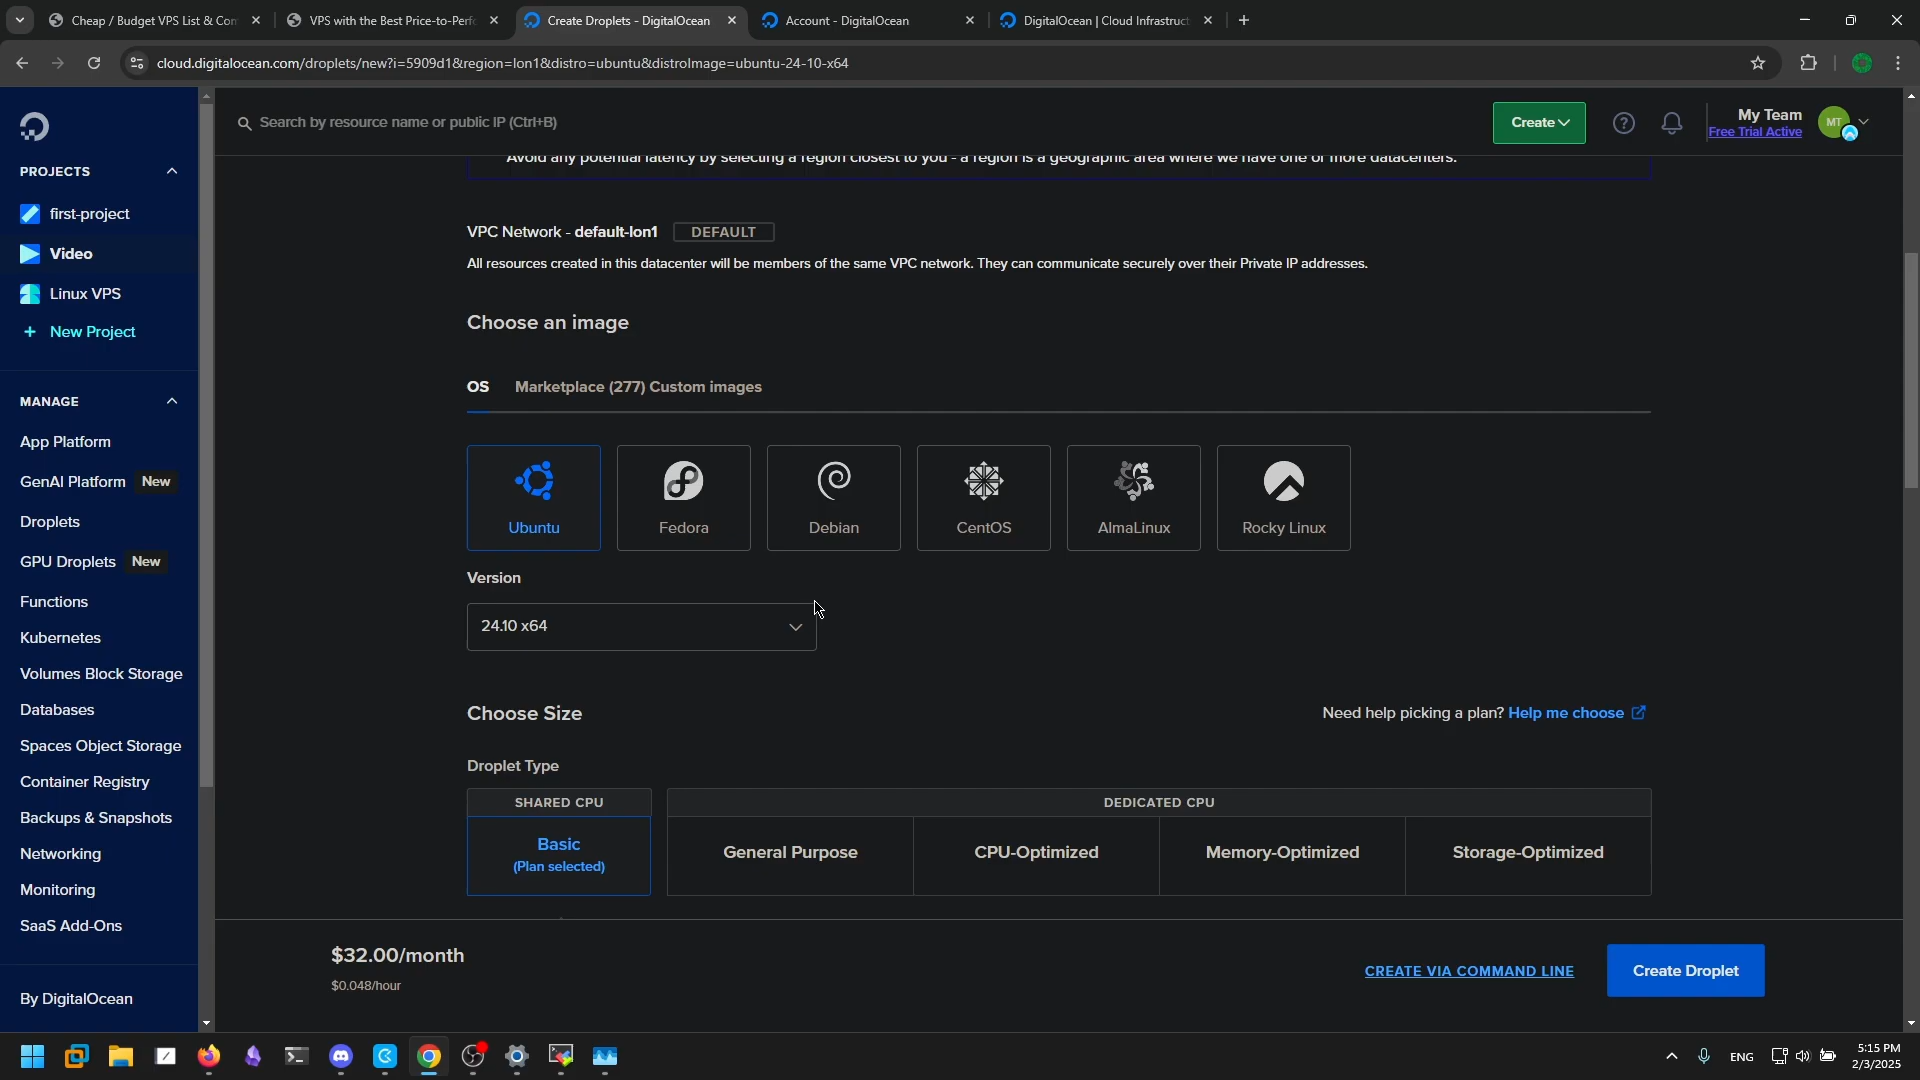 Cheap / Budget VPS List & Con
VPS with the Best Price-to-Perfo
Create Droplets - DigitalOcean
Account - DigitalOcean
DigitalOcean | Cloud Infrastruct
cloud.digitalocean.com/droplets/new?i=5909d1&region=lon1&distro=ubuntu&distroImage=ubuntu-24-10-x64
Search by resource name or public IP (Ctrl+B)
Create
My Team
Free Trial Active
MT
PROJECTS
first-project
Video
Linux VPS
+ New Project
MANAGE
App Platform
GenAI Platform New
Droplets
GPU Droplets New
Functions
Kubernetes
Volumes Block Storage
Databases
Spaces Object Storage
Container Registry
Backups & Snapshots
Networking
Monitoring
SaaS Add-Ons
By DigitalOcean
Avoid any potential latency by selecting a region closest to you - a region is a geographic area where we have one or more datacenters.
VPC Network - default-lon1 DEFAULT
All resources created in this datacenter will be members of the same VPC network. They can communicate securely over their Private IP addresses.
Choose an image
OS Marketplace (277) Custom images
Ubuntu
Fedora
Debian
CentOS
AlmaLinux
Rocky Linux
Version
24.10 x64
Choose Size
Need help picking a plan? Help me choose
Droplet Type
SHARED CPU
DEDICATED CPU
Basic
(Plan selected)
General Purpose
CPU-Optimized
Memory-Optimized
Storage-Optimized
$32.00/month
$0.048/hour
CREATE VIA COMMAND LINE
Create Droplet
ENG
5:15 PM
2/3/2025